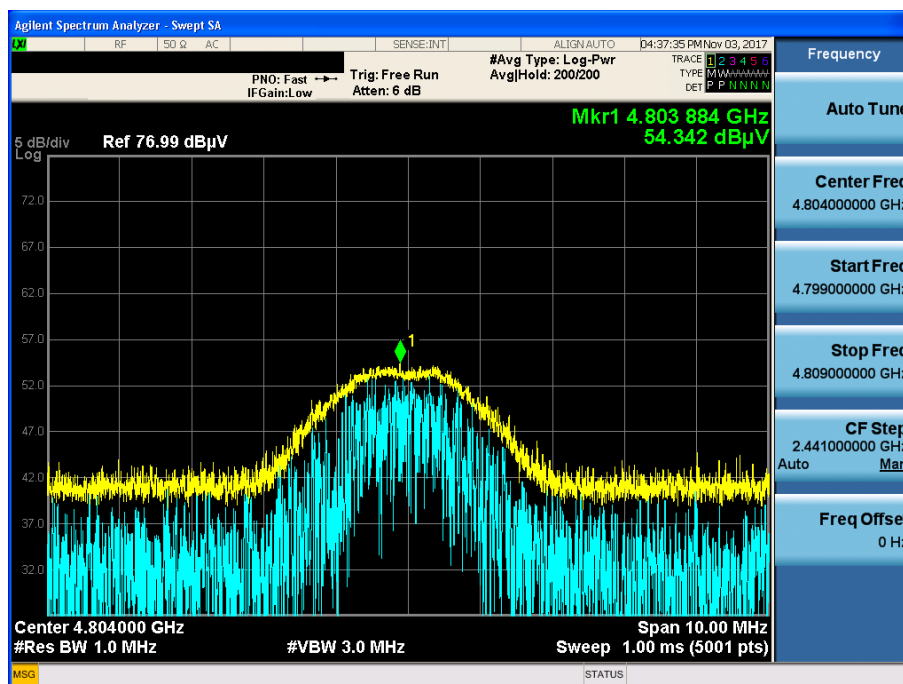 Agilent Spectrum Analyzer - Swept SA
LXI RF 50 Ω AC SENSE:INT ALIGN AUTO 04:37:35 PM Nov 03, 2017
Frequency
PNO: Fast
IFGain:Low
Trig: Free Run
Atten: 6 dB
#Avg Type: Log-Pwr
Avg|Hold: 200/200
TRACE 1 2 3 4 5 6
TYPE M W W W W W
DET P P N N N N
Auto Tune
Mkr1 4.803 884 GHz
54.342 dBµV
5 dB/div
Log
Ref 76.99 dBµV
72.0
67.0
62.0
57.0
52.0
47.0
42.0
37.0
32.0
1
Center Freq
4.804000000 GHz
Start Freq
4.799000000 GHz
Stop Freq
4.809000000 GHz
CF Step
2.441000000 GHz
Auto Man
Freq Offset
0 Hz
Center 4.804000 GHz Span 10.00 MHz
#Res BW 1.0 MHz #VBW 3.0 MHz Sweep 1.00 ms (5001 pts)
MSG STATUS